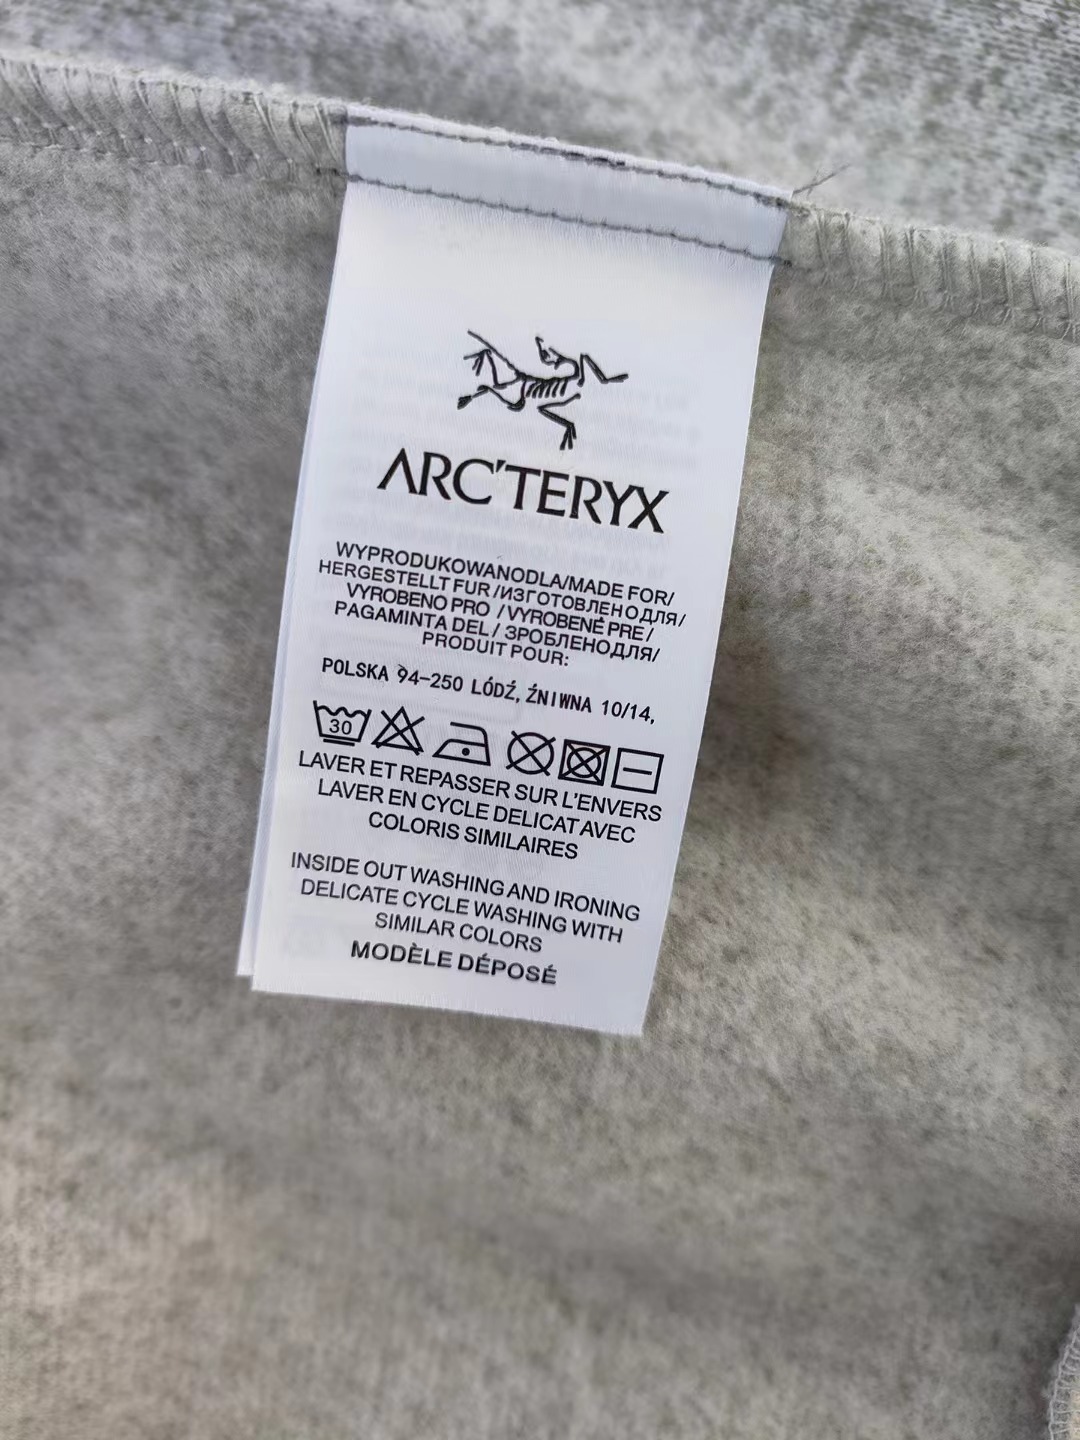 ARC'TERYX
WYPRODUKOWANODLA/MADE FOR/
HERGESTELLT FUR/ИЗГОТОВЛЕНОДЛЯ/
VYROBENO PRO /VYROBENÉ PRE/
PAGAMINTA DEL/ ЗРОБЛЕНОДЛЯ/
PRODUIT POUR:
POLSKA 94-250 LÓDŹ, ŹNIWNA 10/14,
30
LAVER ET REPASSER SUR L'ENVERS
LAVER EN CYCLE DELICAT AVEC
COLORIS SIMILAIRES
INSIDE OUT WASHING AND IRONING
DELICATE CYCLE WASHING WITH
SIMILAR COLORS
MODÈLE DÉPOSÉ